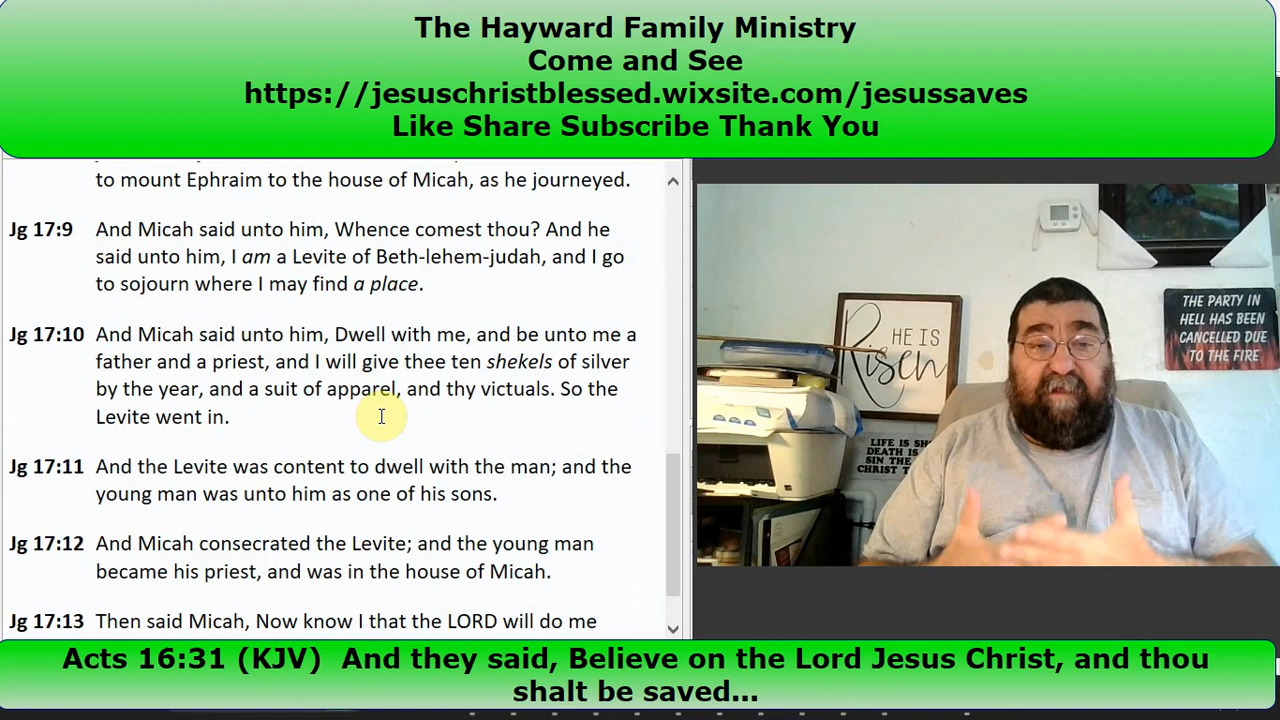 The Hayward Family Ministry
Come and See
https://jesuschristblessed.wixsite.com/jesussaves
Like Share Subscribe Thank You
to mount Ephraim to the house of Micah, as he journeyed.
Jg 17:9 And Micah said unto him, Whence comest thou? And he
said unto him, I am a Levite of Beth-lehem-judah, and I go
to sojourn where I may find a place.
Jg 17:10 And Micah said unto him, Dwell with me, and be unto me a
father and a priest, and I will give thee ten shekels of silver
by the year, and a suit of apparel, and thy victuals. So the
Levite went in.
Jg 17:11 And the Levite was content to dwell with the man; and the
young man was unto him as one of his sons.
Jg 17:12 And Micah consecrated the Levite; and the young man
became his priest, and was in the house of Micah.
Jg 17:13 Then said Micah, Now know I that the LORD will do me
HE IS
Risen
THE PARTY IN
HELL HAS BEEN
CANCELLED DUE
TO THE FIRE
LIFE IS
DEATH IS
SIN THE
CHRIST
Acts 16:31 (KJV) And they said, Believe on the Lord Jesus Christ, and thou
shalt be saved...